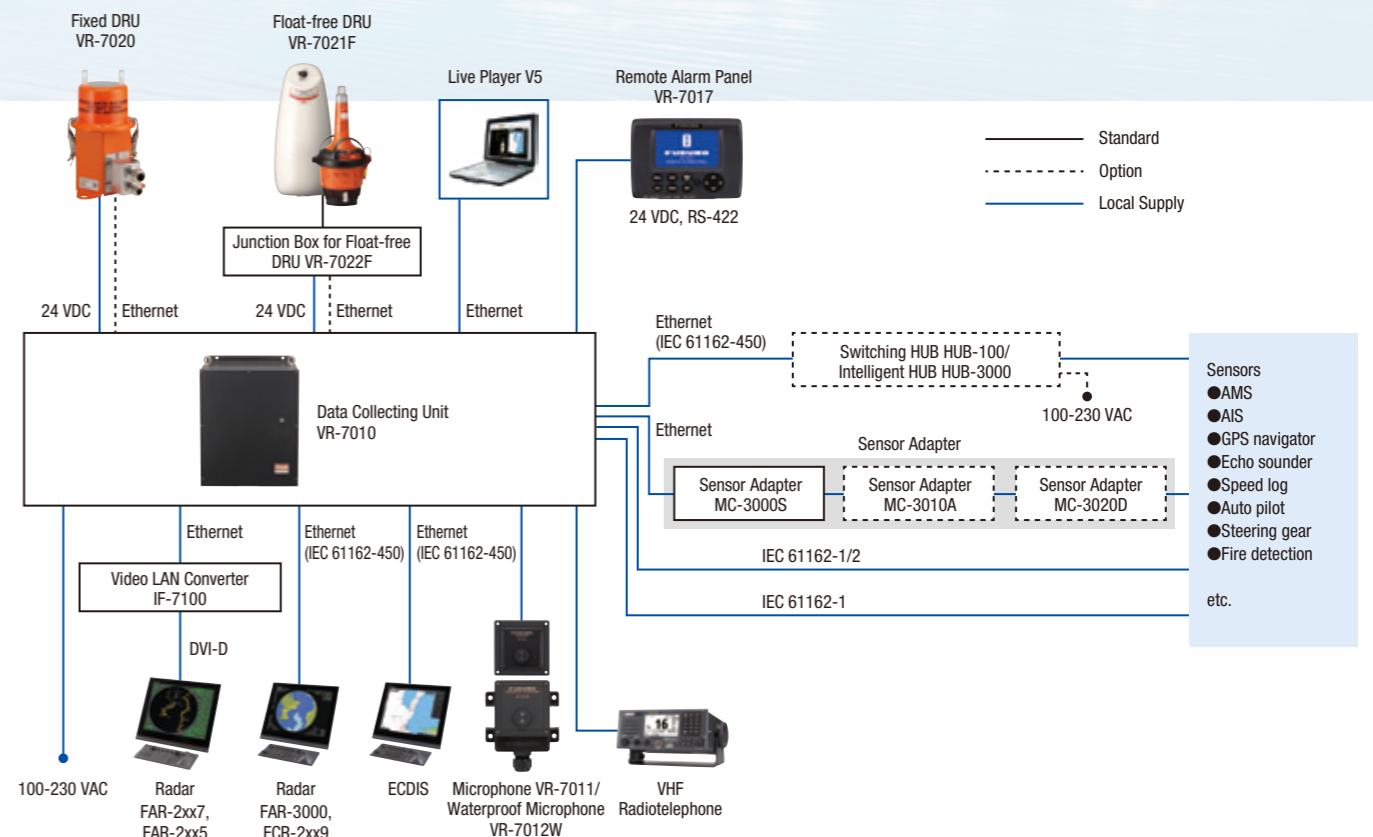 Fixed DRU
VR-7020
Float-free DRU
VR-7021F
Live Player V5
Remote Alarm Panel
VR-7017
FURUNO
24 VDC, RS-422
Standard
Option
Local Supply
Junction Box for Float-free
DRU VR-7022F
24 VDC
Ethernet
24 VDC
Ethernet
Ethernet
Data Collecting Unit
VR-7010
Ethernet
(IEC 61162-450)
Switching HUB HUB-100/
Intelligent HUB HUB-3000
100-230 VAC
Ethernet
Sensor Adapter
Sensor Adapter
MC-3000S
Sensor Adapter
MC-3010A
Sensor Adapter
MC-3020D
IEC 61162-1/2
IEC 61162-1
Sensors
●AMS
●AIS
●GPS navigator
●Echo sounder
●Speed log
●Auto pilot
●Steering gear
●Fire detection
etc.
Ethernet
Ethernet
(IEC 61162-450)
Ethernet
(IEC 61162-450)
Video LAN Converter
IF-7100
DVI-D
16
100-230 VAC
Radar
FAR-2xx7,
FAR-2xx5
Radar
FAR-3000,
FCR-2xx9
ECDIS
Microphone VR-7011/
Waterproof Microphone
VR-7012W
VHF
Radiotelephone